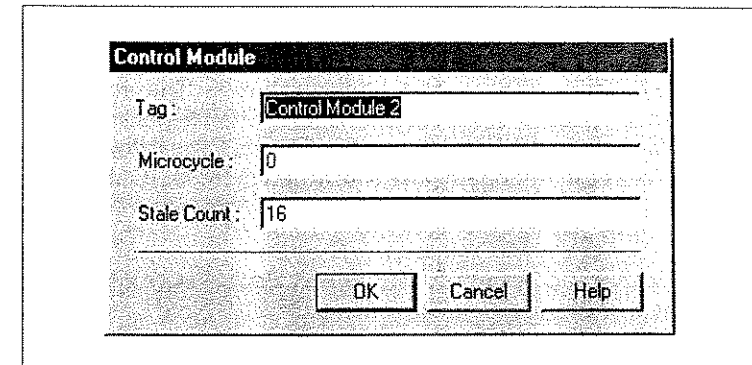 Control Module
Tag : Control Module 2
Microcycle : 0
Stale Count : 16
OK Cancel Help